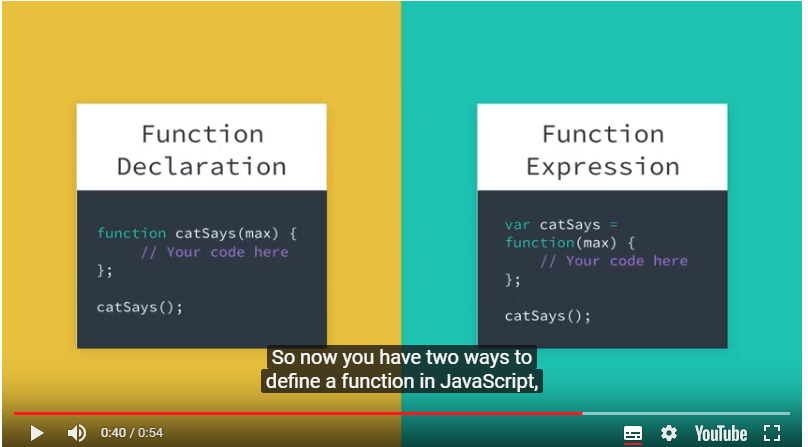 Function
Declaration
function catSays(max) {
// Your code here
};
catSays();
Function
Expression
var catSays =
function(max) {
// Your code here
};
catSays();
So now you have two ways to
define a function in JavaScript,
0:40 / 0:54
YouTube